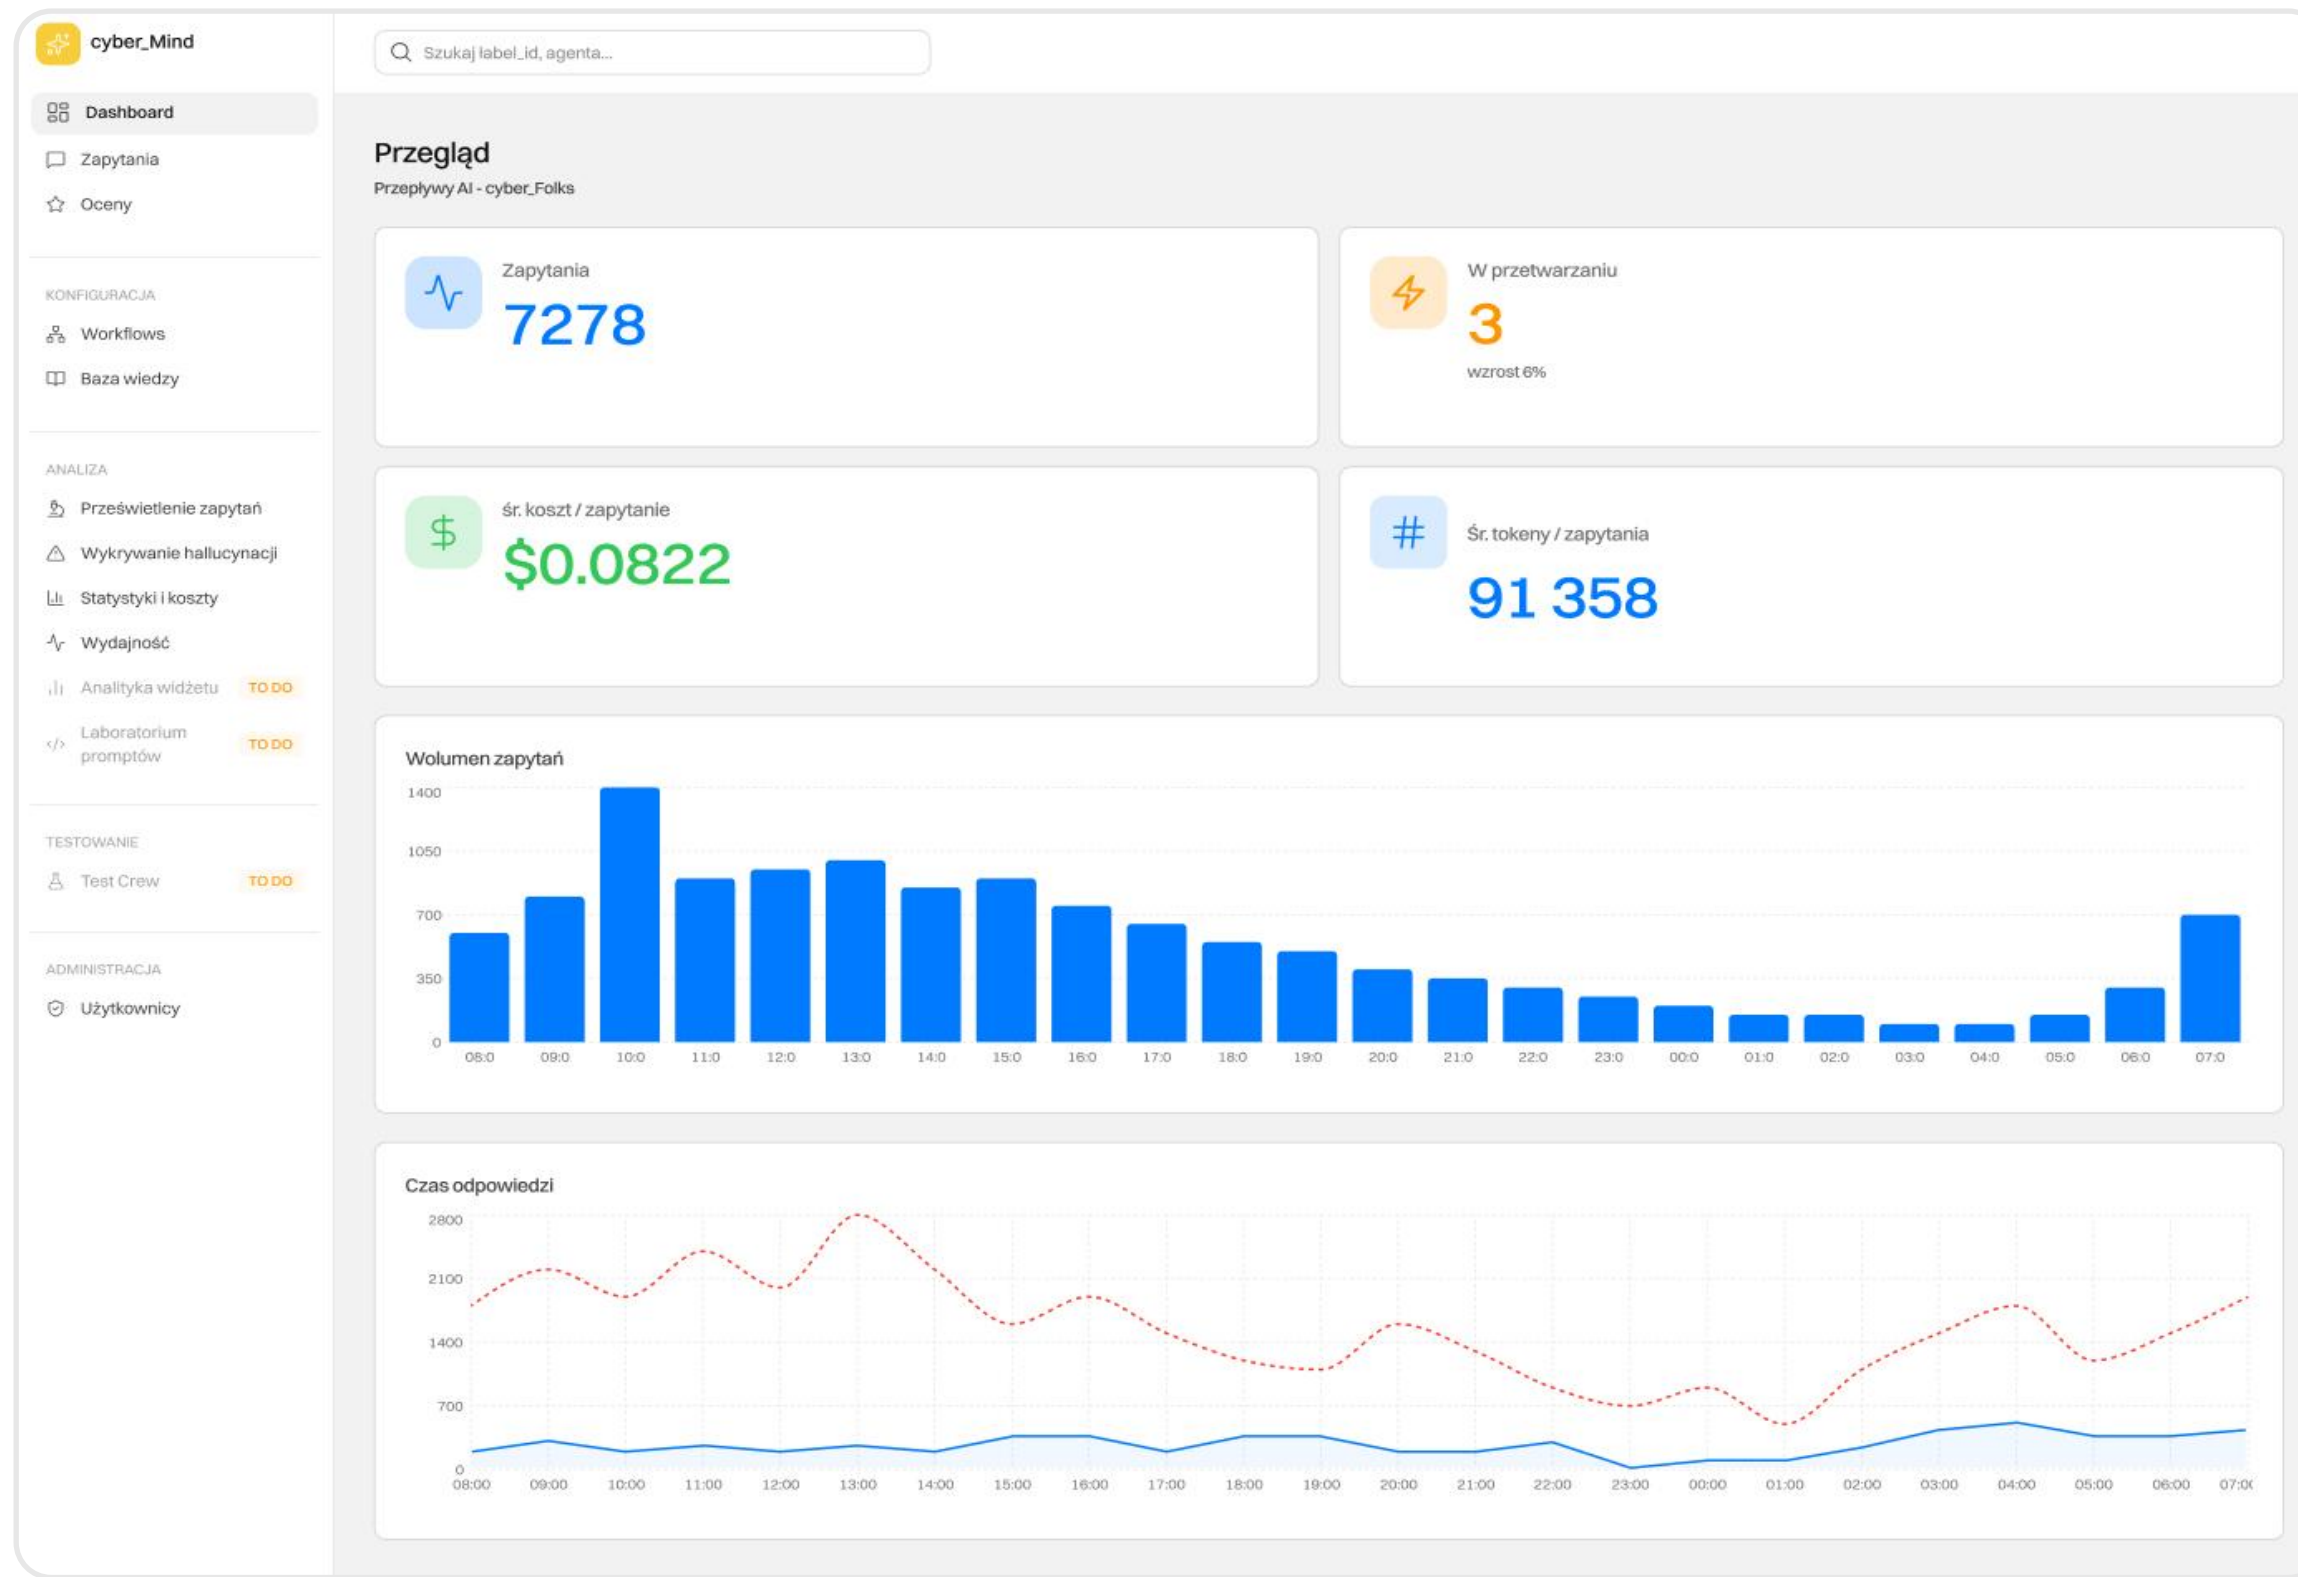 cyber_Mind
Szukaj label_id, agenta...
Dashboard
Zapytania
Oceny
KONFIGURACJA
Workflows
Baza wiedzy
ANALIZA
Prześwietlenie zapytań
Wykrywanie hallucynacji
Statystyki i koszty
Wydajność
Analityka widżetu TO DO
Laboratorium
promptów TO DO
TESTOWANIE
Test Crew TO DO
ADMINISTRACJA
Użytkownicy
Przegląd
Przepływy AI - cyber_Folks
Zapytania
7278
W przetwarzaniu
3
wzrost 6%
śr. koszt / zapytanie
$0.0822
Śr. tokeny / zapytania
91 358
Wolumen zapytań
1400
1050
700
350
0
08:0 09:0 10:0 11:0 12:0 13:0 14:0 15:0 16:0 17:0 18:0 19:0 20:0 21:0 22:0 23:0 00:0 01:0 02:0 03:0 04:0 05:0 06:0 07:0
Czas odpowiedzi
2800
2100
1400
700
0
08:00 09:00 10:00 11:00 12:00 13:00 14:00 15:00 16:00 17:00 18:00 19:00 20:00 21:00 22:00 23:00 00:00 01:00 02:00 03:00 04:00 05:00 06:00 07:0